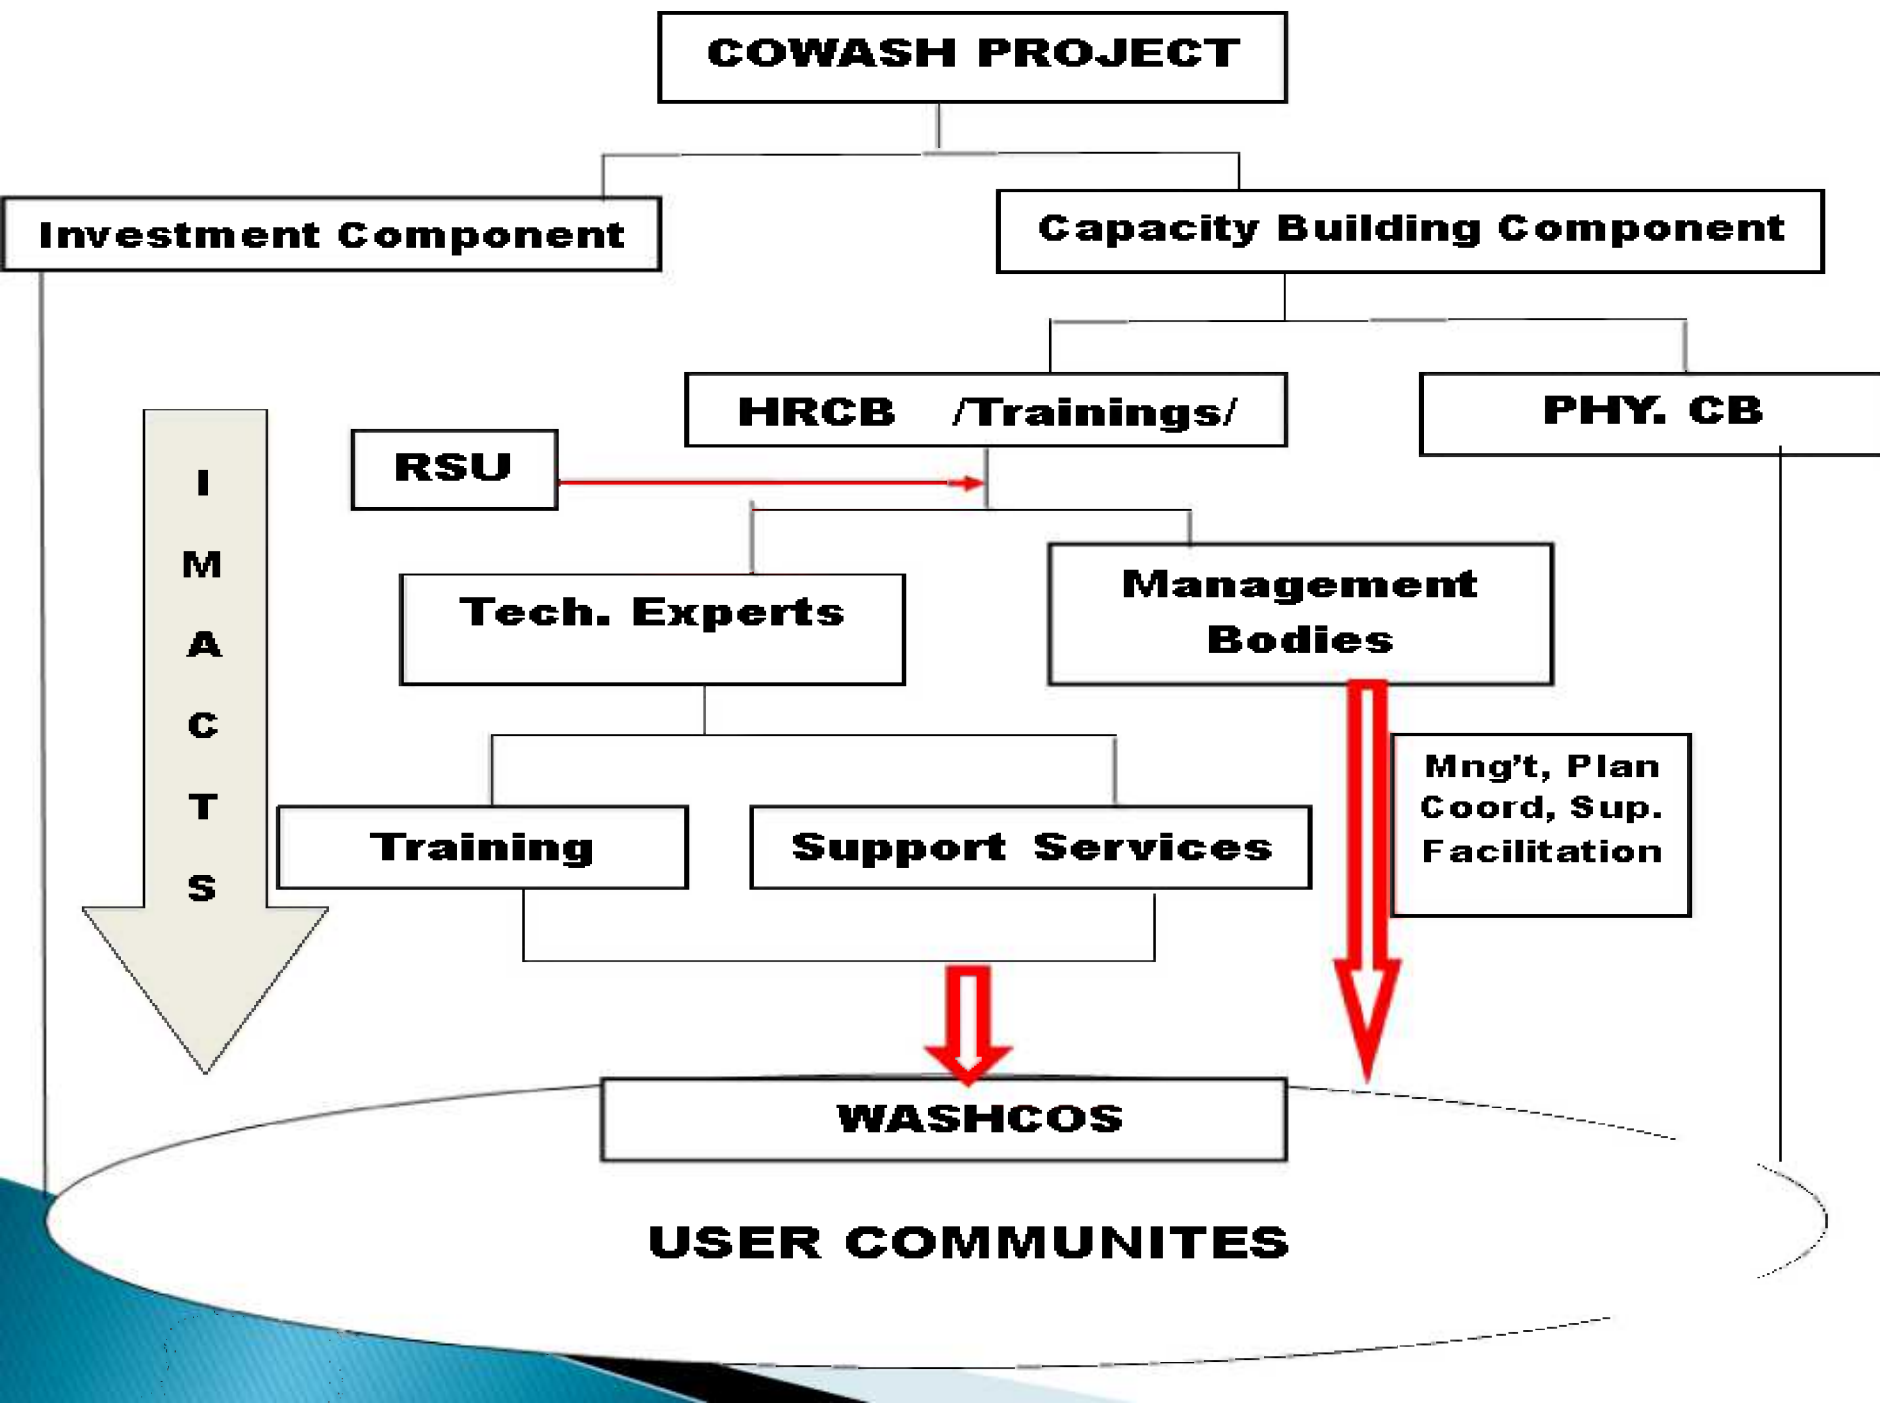 COWASH PROJECT
Investment Component
Capacity Building Component
HRCB /Trainings/
PHY. CB
RSU
I
M
A
C
T
S
Tech. Experts
Management
Bodies
Mng't, Plan
Coord, Sup.
Facilitation
Training
Support Services
WASHCOS
USER COMMUNITES